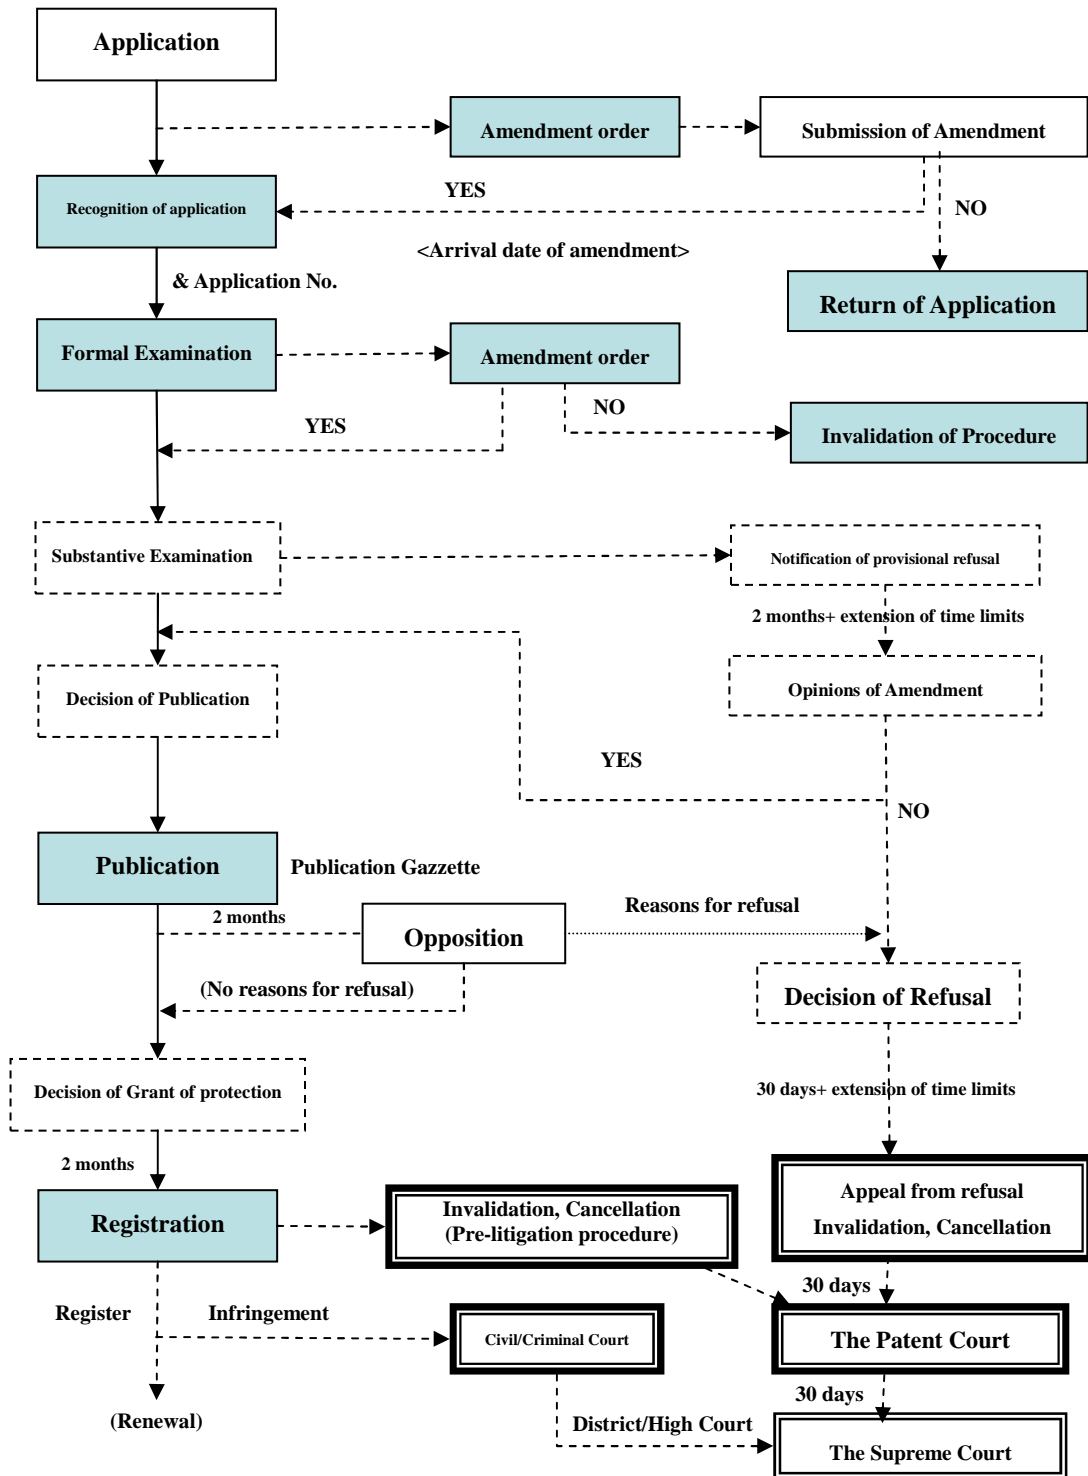 Application
Amendment order
Submission of Amendment
Recognition of application
YES
NO
<Arrival date of amendment>
& Application No.
Return of Application
Formal Examination
Amendment order
YES
NO
Invalidation of Procedure
Substantive Examination
Notification of provisional refusal
2 months+ extension of time limits
Decision of Publication
Opinions of Amendment
YES
NO
Publication
Publication Gazzette
2 months
Opposition
Reasons for refusal
(No reasons for refusal)
Decision of Refusal
Decision of Grant of protection
30 days+ extension of time limits
2 months
Registration
Invalidation, Cancellation
(Pre-litigation procedure)
Appeal from refusal
Invalidation, Cancellation
30 days
Register
Infringement
Civil/Criminal Court
The Patent Court
30 days
(Renewal)
District/High Court
The Supreme Court